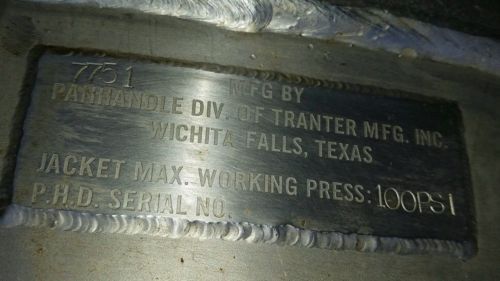 7751
MFG BY
PANHANDLE DIV. OF TRANTER MFG. INC.
WICHITA FALLS, TEXAS
JACKET MAX. WORKING PRESS: 100PSI
P.H.D. SERIAL NO.